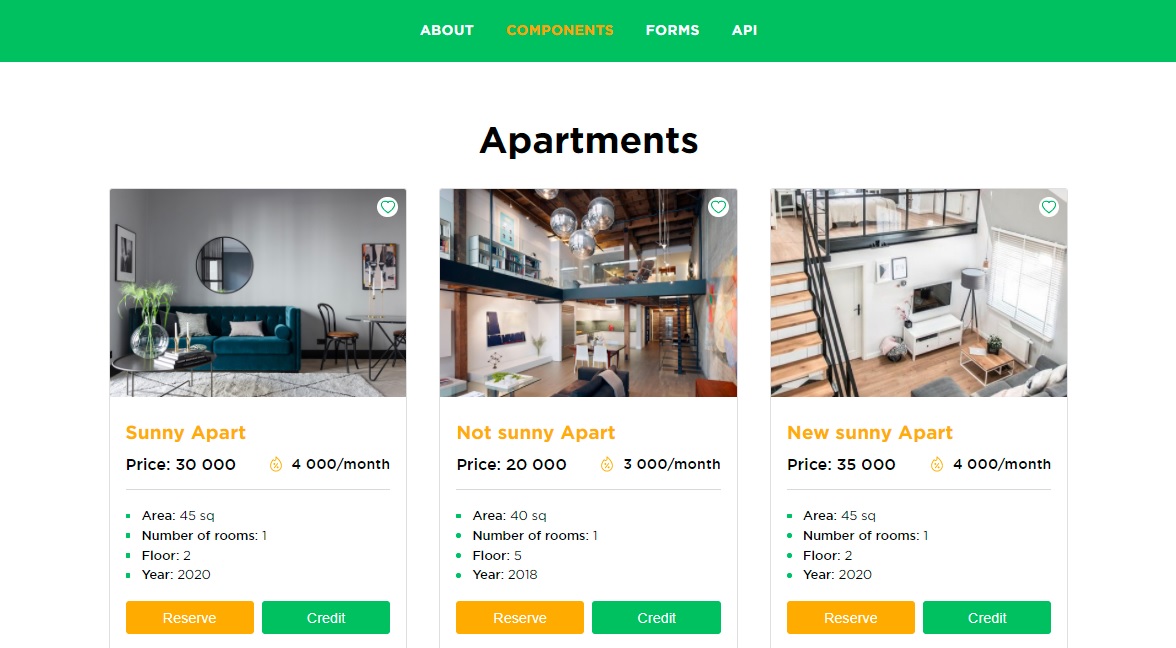 ABOUT COMPONENTS FORMS API
Apartments
Sunny Apart
Price: 30 000 4 000/month
Area: 45 sq
Number of rooms: 1
Floor: 2
Year: 2020
Reserve Credit
Not sunny Apart
Price: 20 000 3 000/month
Area: 40 sq
Number of rooms: 1
Floor: 5
Year: 2018
Reserve Credit
New sunny Apart
Price: 35 000 4 000/month
Area: 45 sq
Number of rooms: 1
Floor: 2
Year: 2020
Reserve Credit